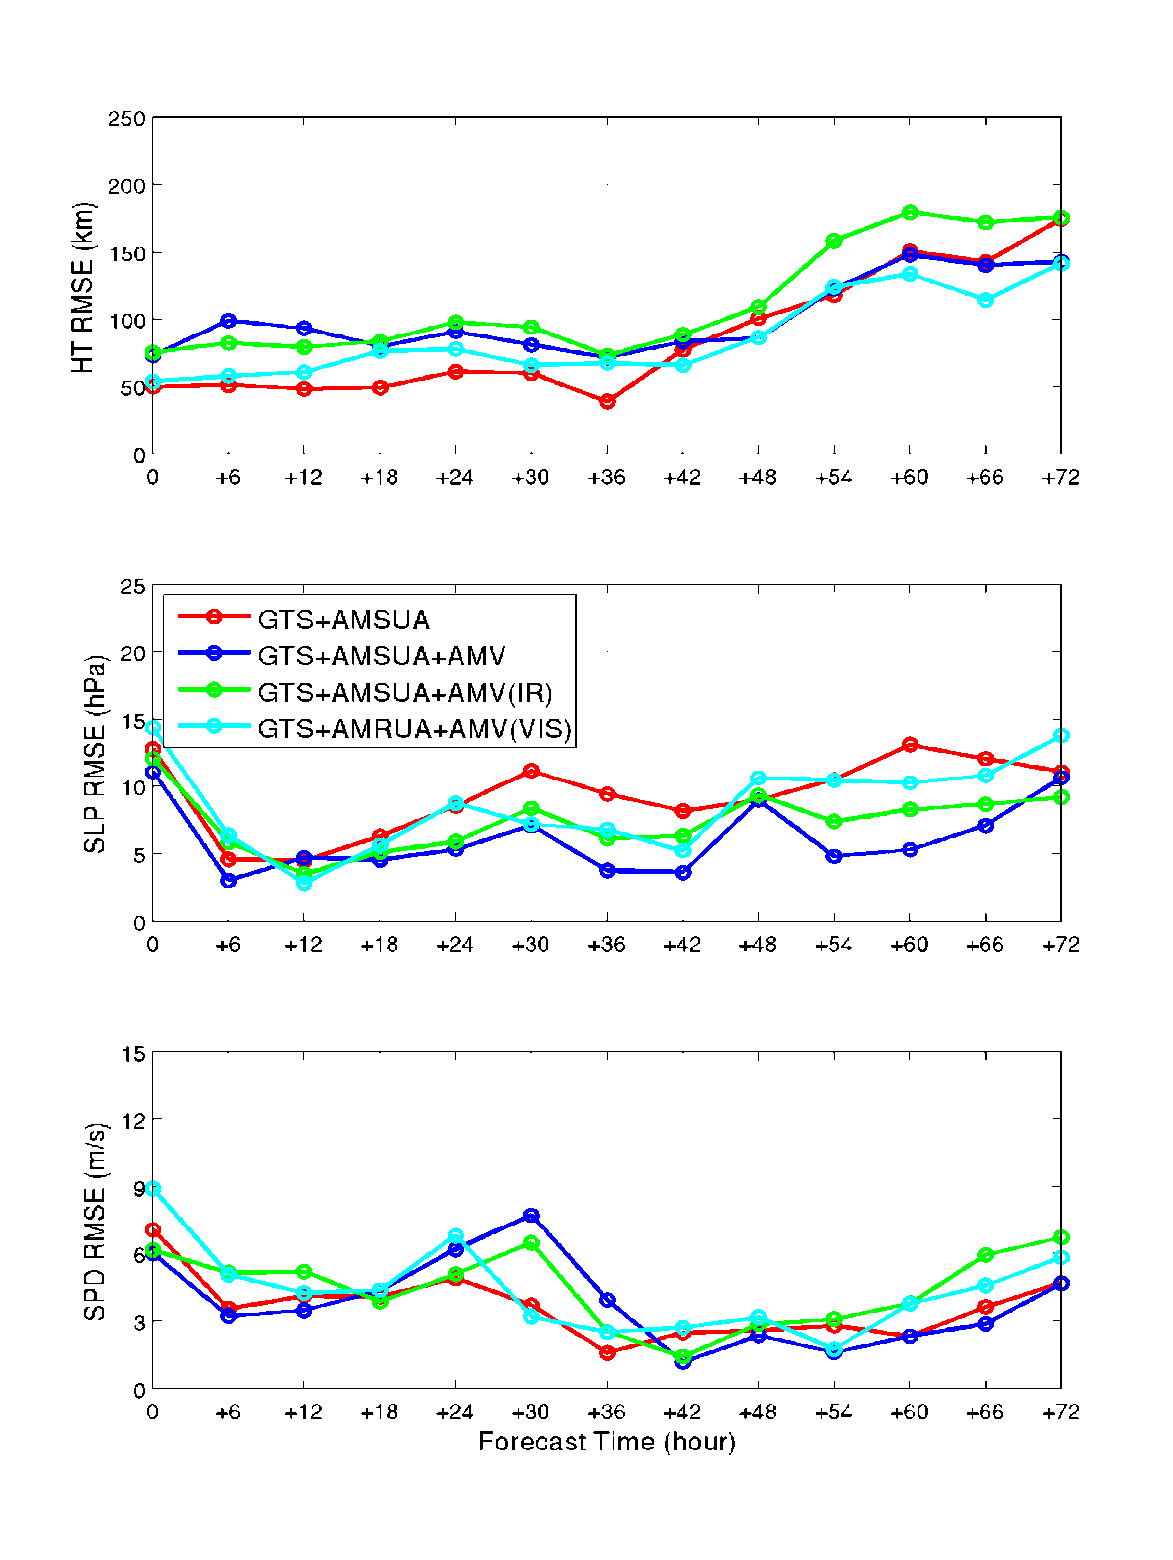 250
200
150
100
50
0
HT RMSE (km)
0 +6 +12 +18 +24 +30 +36 +42 +48 +54 +60 +66 +72
25
20
15
10
5
0
SLP RMSE (hPa)
GTS+AMSUA
GTS+AMSUA+AMV
GTS+AMSUA+AMV(IR)
GTS+AMRUA+AMV(VIS)
0 +6 +12 +18 +24 +30 +36 +42 +48 +54 +60 +66 +72
15
12
9
6
3
0
SPD RMSE (m/s)
0 +6 +12 +18 +24 +30 +36 +42 +48 +54 +60 +66 +72
Forecast Time (hour)